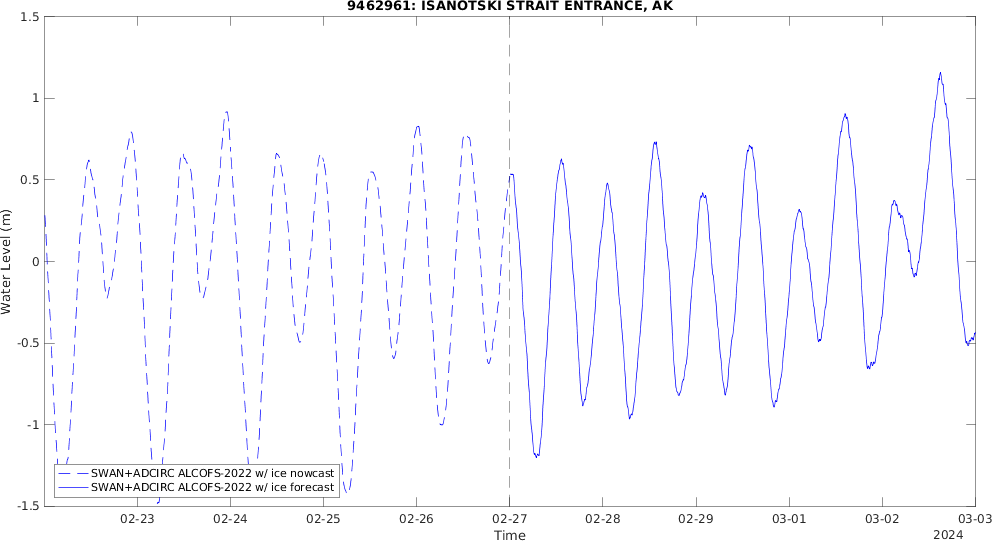 9462961: ISANOTSKI STRAIT ENTRANCE, AK
1.5
1
0.5
0
-0.5
-1
-1.5
Water Level (m)
SWAN+ADCIRC ALCOFS-2022 w/ ice nowcast
SWAN+ADCIRC ALCOFS-2022 w/ ice forecast
02-23 02-24 02-25 02-26 02-27 02-28 02-29 03-01 03-02 03-03
Time
2024